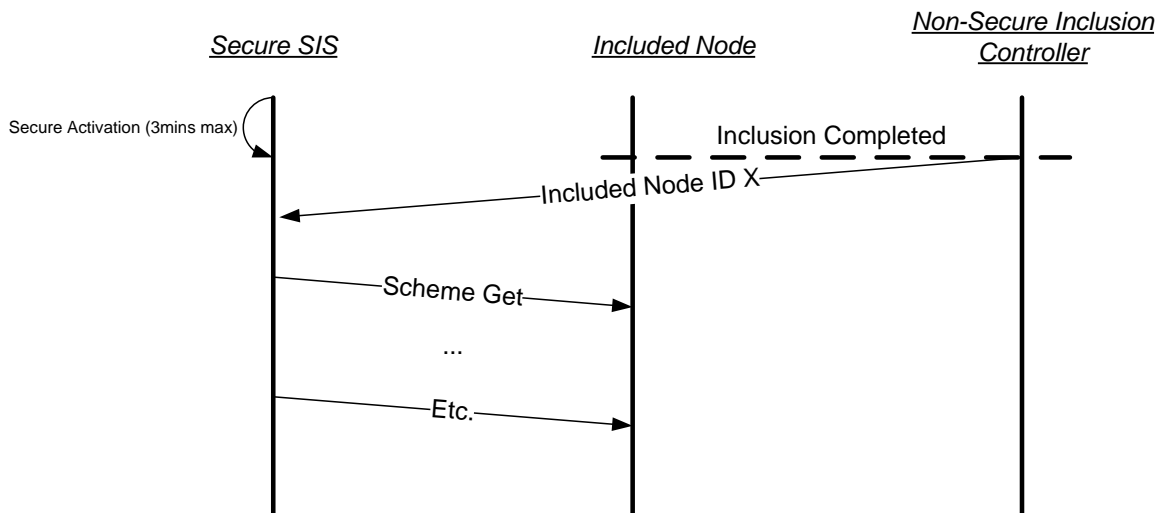 Secure SIS
Included Node
Non-Secure Inclusion
Controller
Secure Activation (3mins max)
Inclusion Completed
Included Node ID X
Scheme Get
...
Etc.